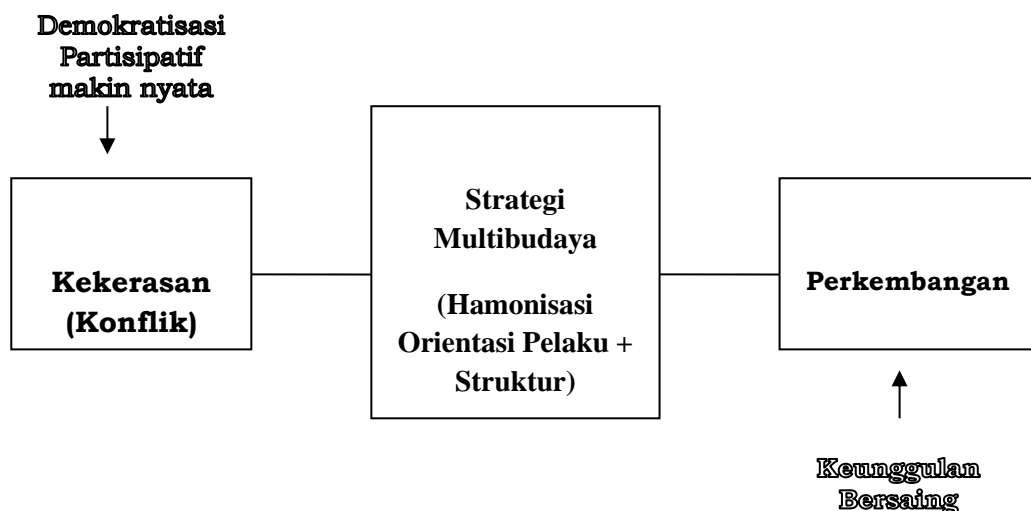 Demokratisasi
Partisipatif
makin nyata
Kekerasan
(Konflik)
Strategi
Multibudaya
(Hamonisasi
Orientasi Pelaku +
Struktur)
Perkembangan
Keunggulan
Bersaing